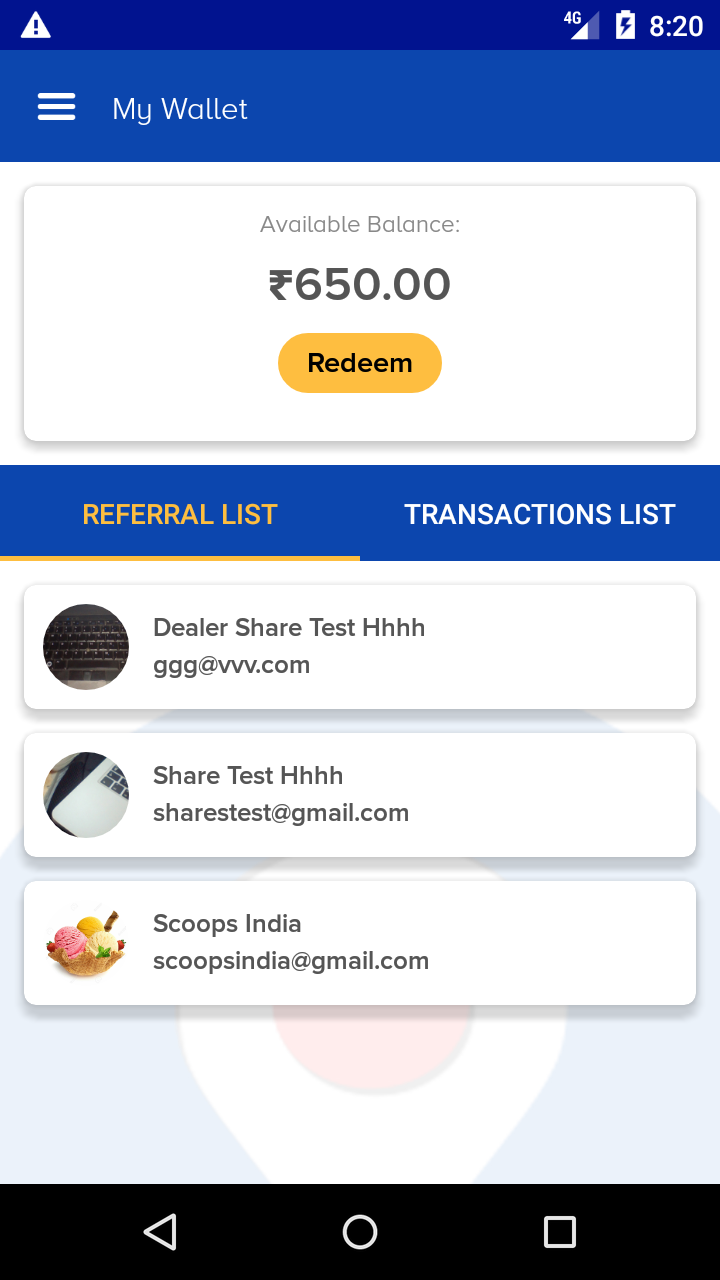 4G 8:20
My Wallet
Available Balance:
₹650.00
Redeem
REFERRAL LIST TRANSACTIONS LIST
Dealer Share Test Hhhh
ggg@vvv.com
Share Test Hhhh
sharestest@gmail.com
Scoops India
scoopsindia@gmail.com